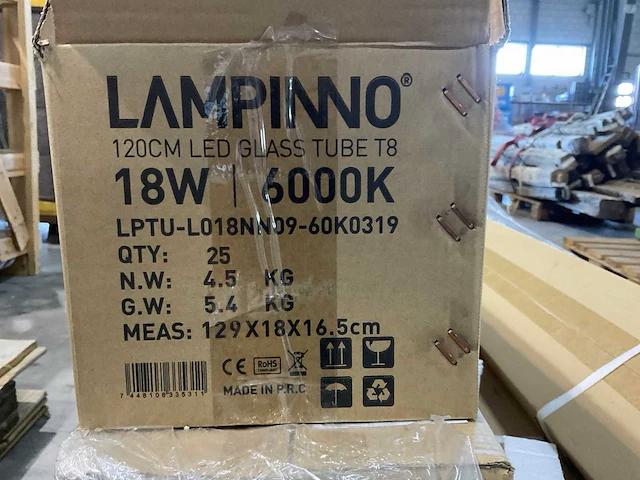 LAMPINNO®
120CM LED GLASS TUBE T8
18W | 6000K
LPTU-L018NN09-60K0319
QTY: 25
N.W: 4.5 KG
G.W: 5.4 KG
MEAS: 129X18X16.5cm
CE RoHS
MADE IN P.R.C
7448108335311